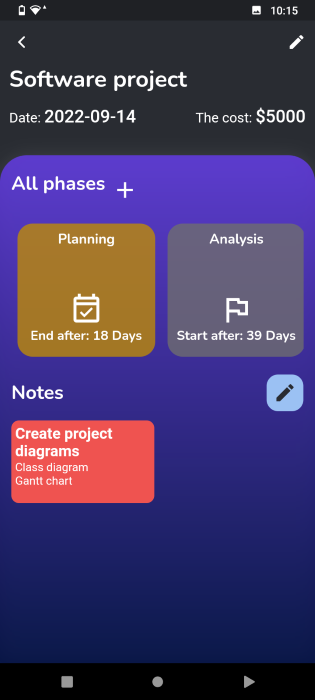 10:15
Software project
Date: 2022-09-14
The cost: $5000
All phases
Planning
End after: 18 Days
Analysis
Start after: 39 Days
Notes
Create project
diagrams
Class diagram
Gantt chart